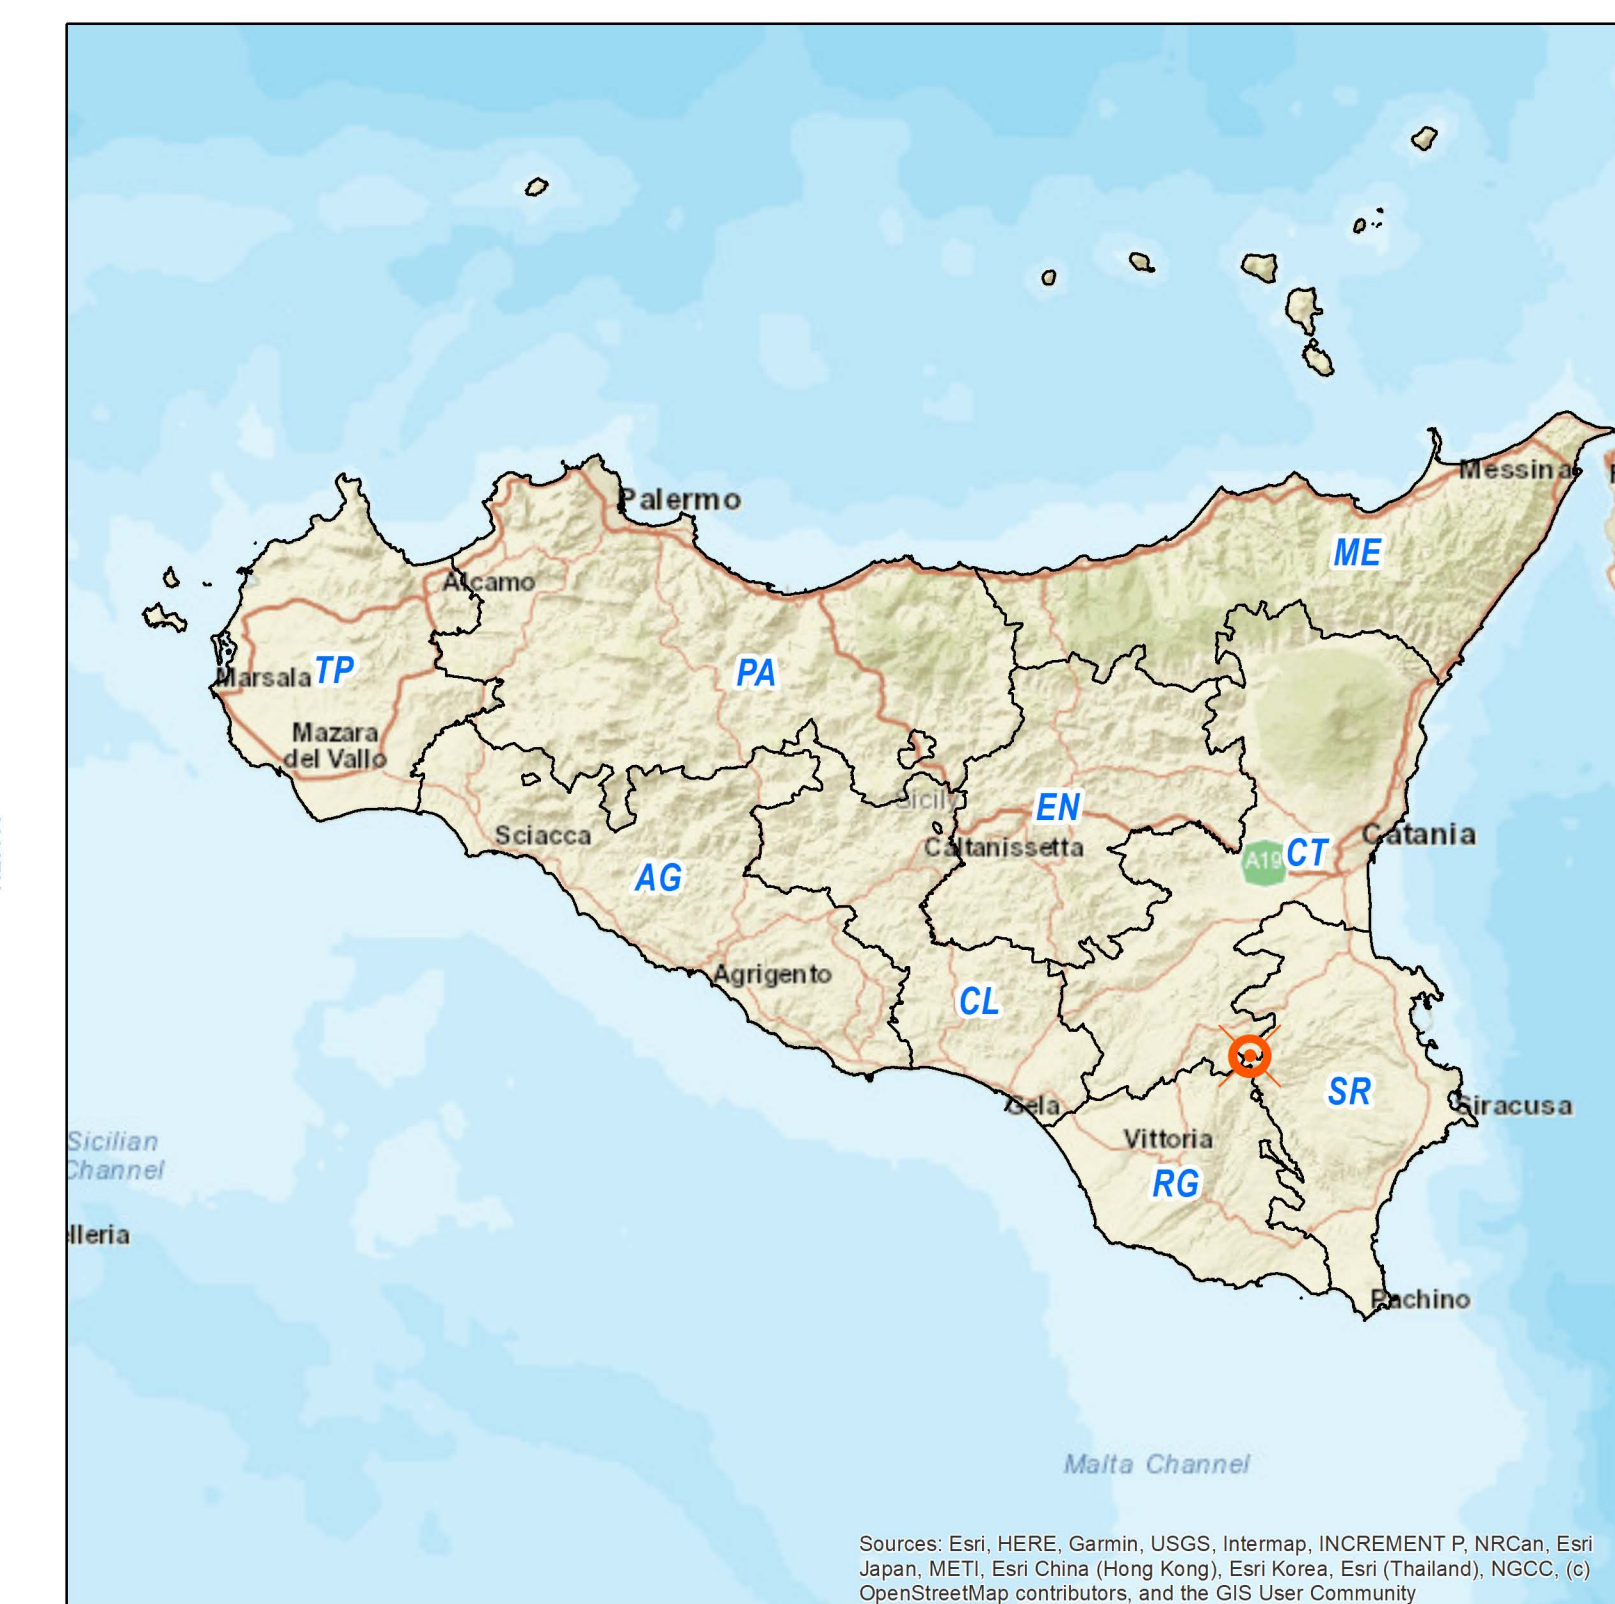 Palermo
Messina
ME
Alcamo
TP
PA
Marsala
Mazara
del Vallo
Sicily
EN
Sciacca
Caltanissetta
A19
CT
Catania
AG
Agrigento
CL
SR
Gela
Siracusa
Vittoria
Sicilian
Channel
RG
lleria
Pachino
Malta Channel
Sources: Esri, HERE, Garmin, USGS, Intermap, INCREMENT P, NRCan, Esri
Japan, METI, Esri China (Hong Kong), Esri Korea, Esri (Thailand), NGCC, (c)
OpenStreetMap contributors, and the GIS User Community